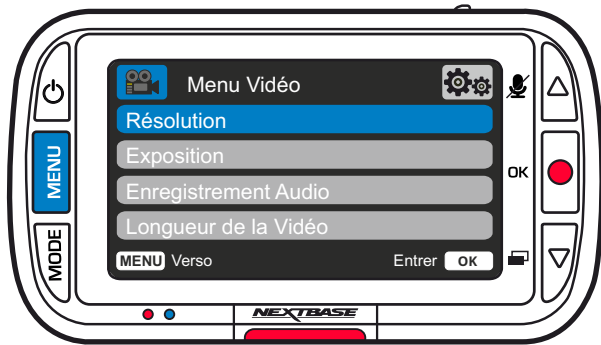 Menu Vidéo
Résolution
Exposition
Enregistrement Audio
Longueur de la Vidéo
MENU Verso Entrer OK
MENU
MODE
OK
NEXTBASE